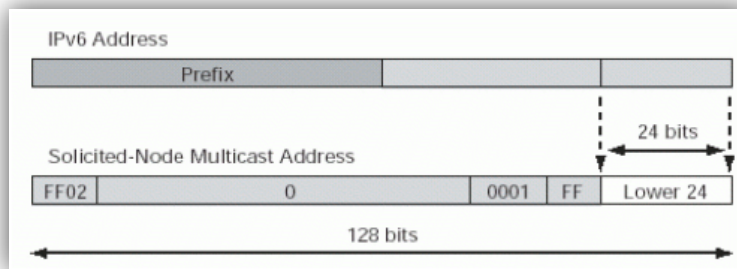 IPv6 Address
Prefix
24 bits
Solicited-Node Multicast Address
FF02 0 0001 FF Lower 24
128 bits